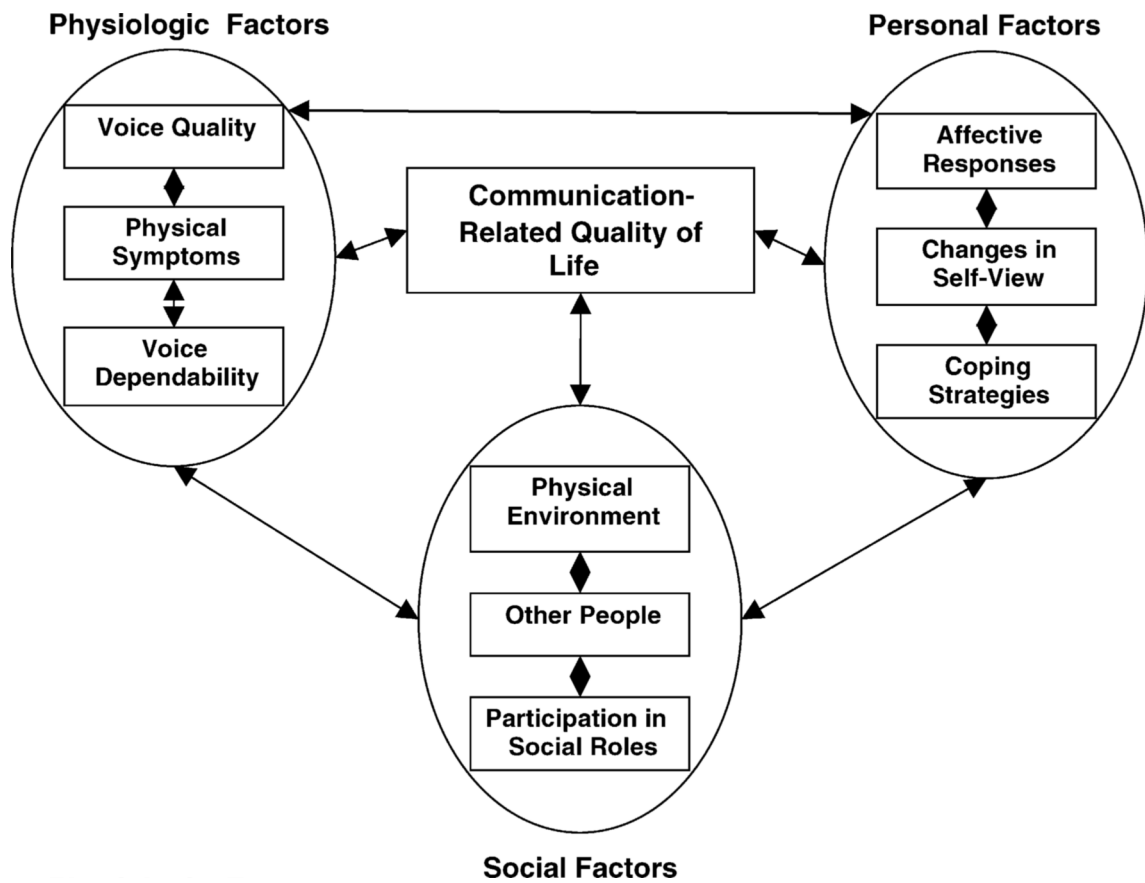 Physiologic Factors
Voice Quality
Physical
Symptoms
Voice
Dependability
Communication-
Related Quality of
Life
Personal Factors
Affective
Responses
Changes in
Self-View
Coping
Strategies
Physical
Environment
Other People
Participation in
Social Roles
Social Factors